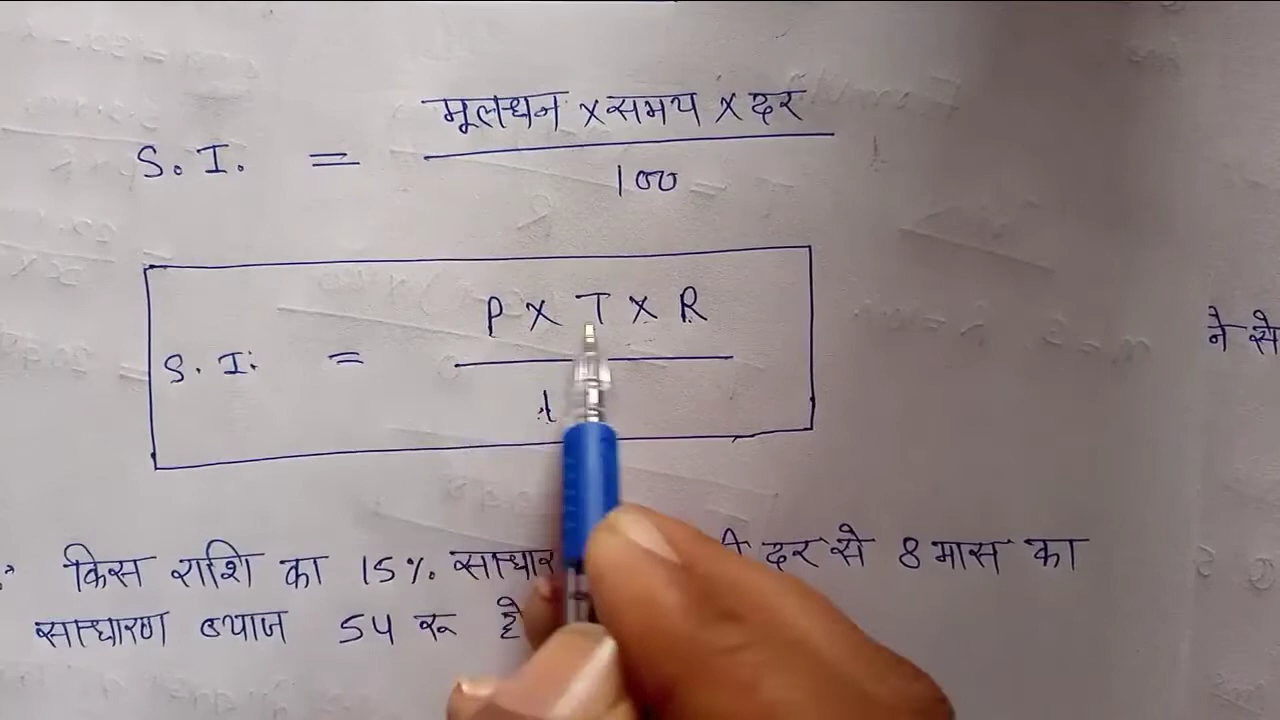 S. I. = मूलधन × समय × दर
100
S. I. = P × T × R
किस राशि का 15% दर से 8 मास का
साधारण ब्याज 54 रू है
ने से